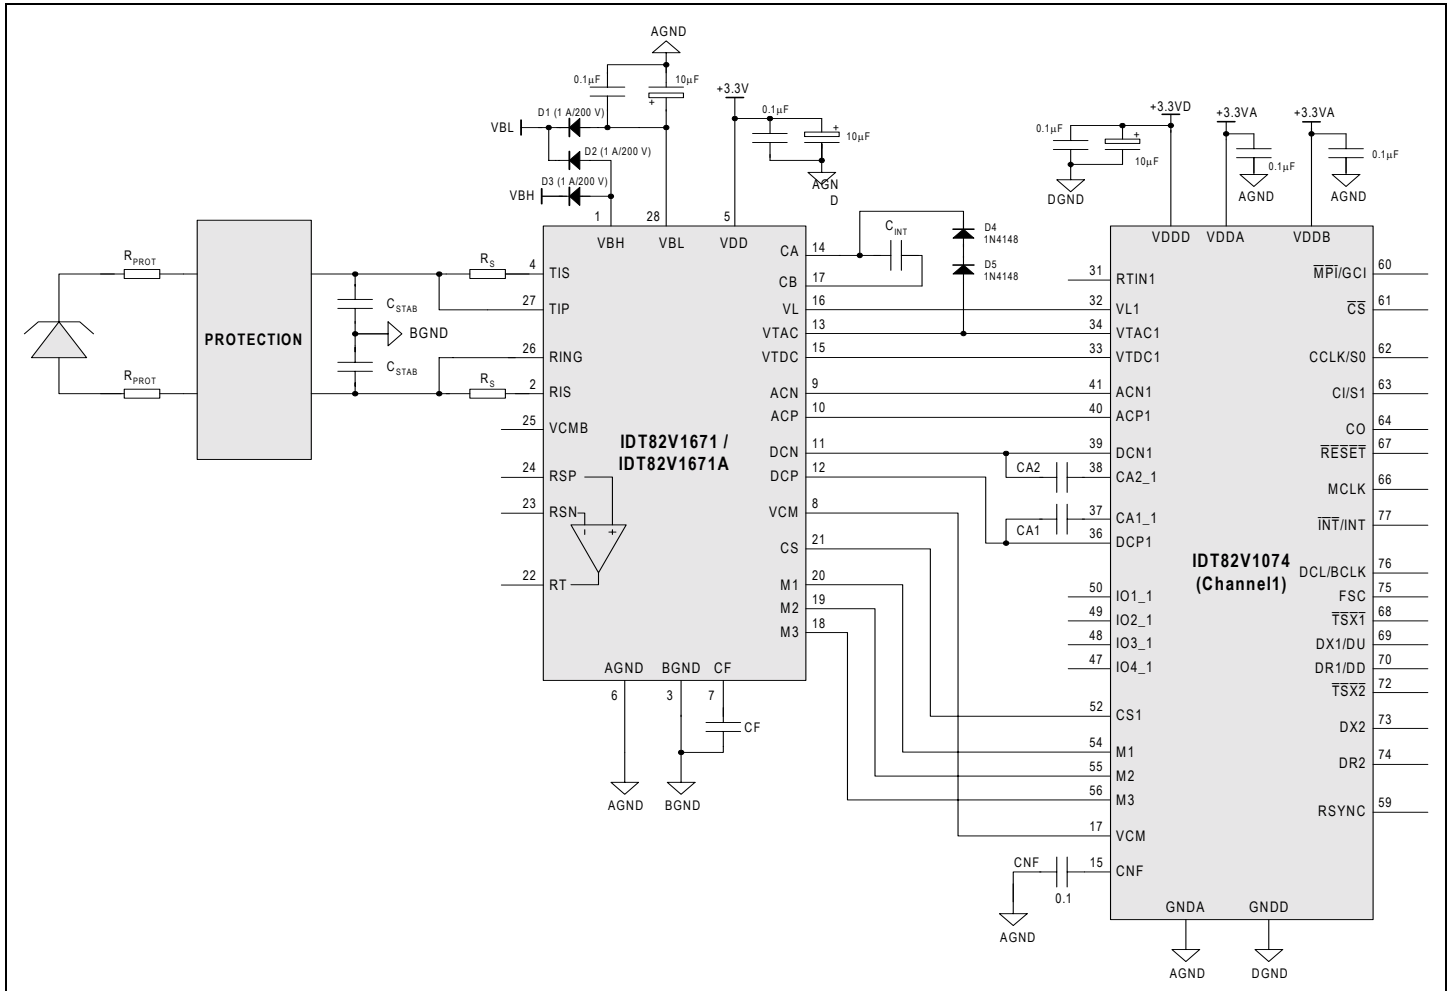 AGND
0.1μF
10μF
+
D1 (1 A/200 V)
VBL
D2 (1 A/200 V)
D3 (1 A/200 V)
VBH
+3.3V
0.1μF
+
10μF
AGN
D
+3.3VD
0.1μF
+
10μF
DGND
+3.3VA
0.1μF
AGND
+3.3VA
0.1μF
AGND
1
28
5
VBH
VBL
VDD
VDDD
VDDA
VDDB
RPROT
RPROT
PROTECTION
CSTAB
BGND
CSTAB
RS
RS
4
TIS
27
TIP
26
RING
2
RIS
25
VCMB
24
RSP
23
RSN
-
+
22
RT
IDT82V1671 /
IDT82V1671A
CA
14
CB
17
VL
16
VTAC
13
VTDC
15
ACN
9
ACP
10
DCN
11
DCP
12
VCM
8
CS
21
M1
20
M2
19
M3
18
AGND
BGND
CF
6
3
7
CF
AGND
BGND
CINT
D4
1N4148
D5
1N4148
CA2
CA1
31
RTIN1
32
VL1
34
VTAC1
33
VTDC1
41
ACN1
40
ACP1
39
DCN1
38
CA2_1
37
CA1_1
36
DCP1
50
IO1_1
49
IO2_1
48
IO3_1
47
IO4_1
52
CS1
54
M1
55
M2
56
M3
17
VCM
CNF
15
CNF
0.1
AGND
IDT82V1074
(Channel1)
MPI/GCI
60
CS
61
CCLK/S0
62
CI/S1
63
CO
64
RESET
67
MCLK
66
INT/INT
77
DCL/BCLK
76
FSC
75
TSX1
68
DX1/DU
69
DR1/DD
70
TSX2
72
DX2
73
DR2
74
RSYNC
59
GNDA
GNDD
AGND
DGND